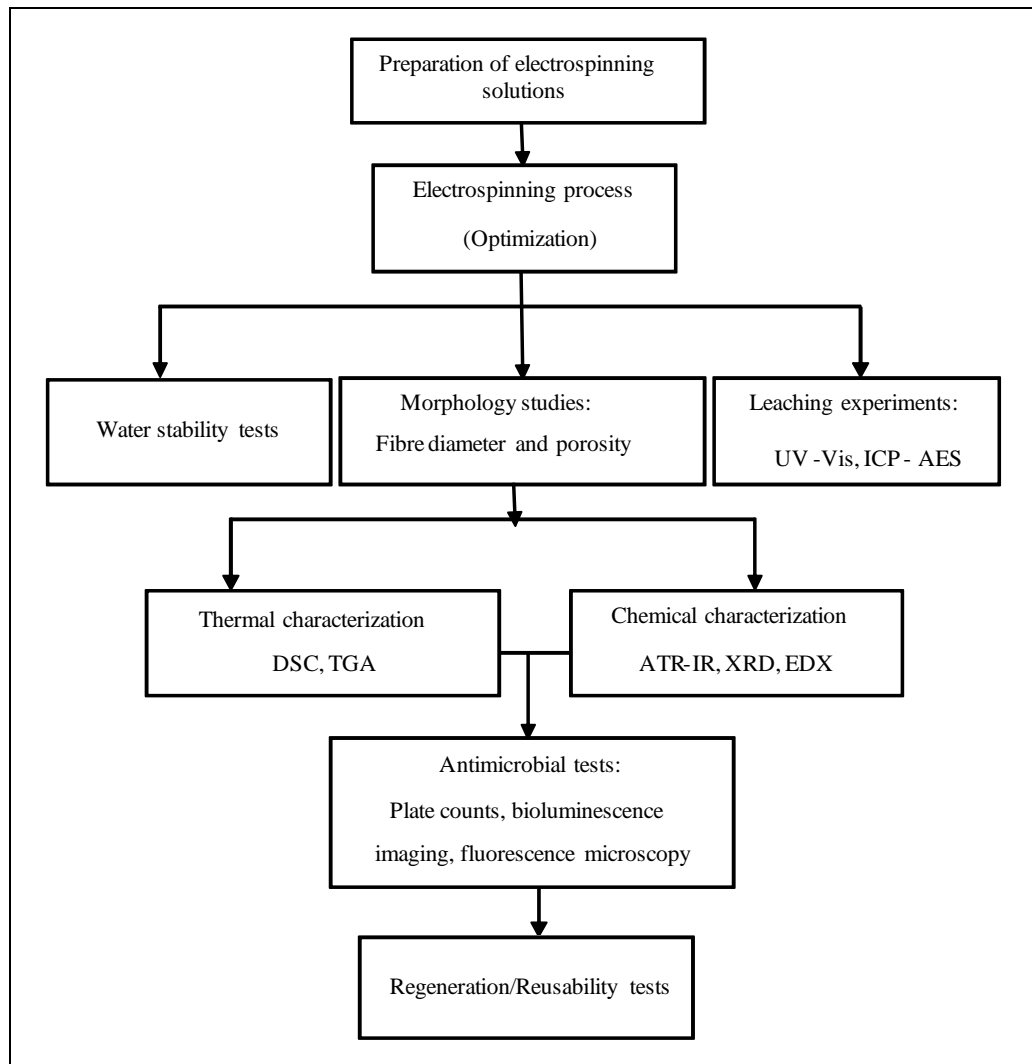 Preparation of electrospinning
solutions
Electrospinning process
(Optimization)
Water stability tests
Morphology studies:
Fibre diameter and porosity
Leaching experiments:
UV -Vis, ICP - AES
Thermal characterization
DSC, TGA
Chemical characterization
ATR-IR, XRD, EDX
Antimicrobial tests:
Plate counts, bioluminescence
imaging, fluorescence microscopy
Regeneration/Reusability tests